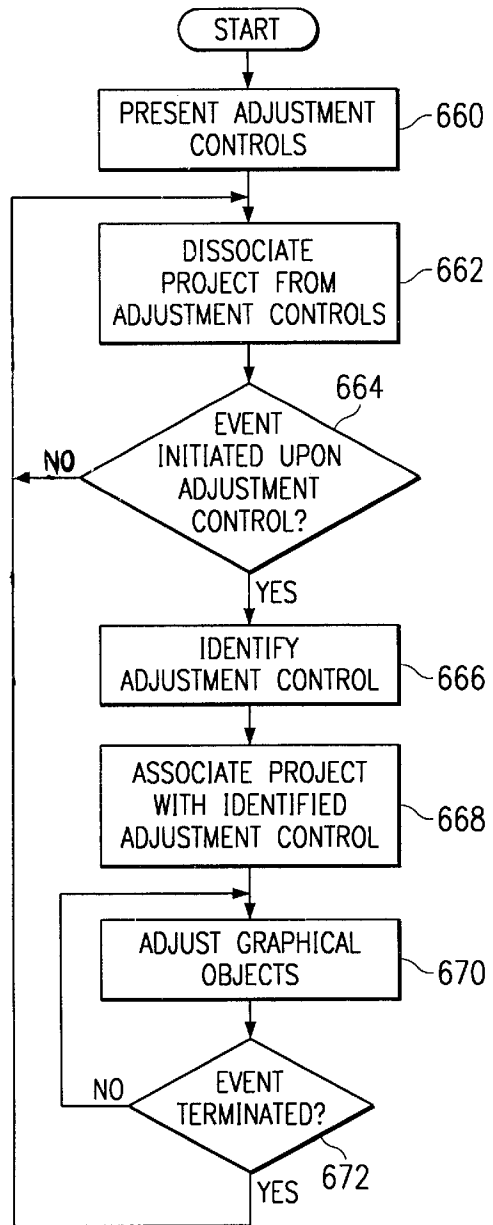 START
PRESENT ADJUSTMENT
CONTROLS
660
DISSOCIATE
PROJECT FROM
ADJUSTMENT CONTROLS
662
664
EVENT
INITIATED UPON
ADJUSTMENT
CONTROL?
NO
YES
IDENTIFY
ADJUSTMENT CONTROL
666
ASSOCIATE PROJECT
WITH IDENTIFIED
ADJUSTMENT CONTROL
668
ADJUST GRAPHICAL
OBJECTS
670
NO
EVENT
TERMINATED?
672
YES